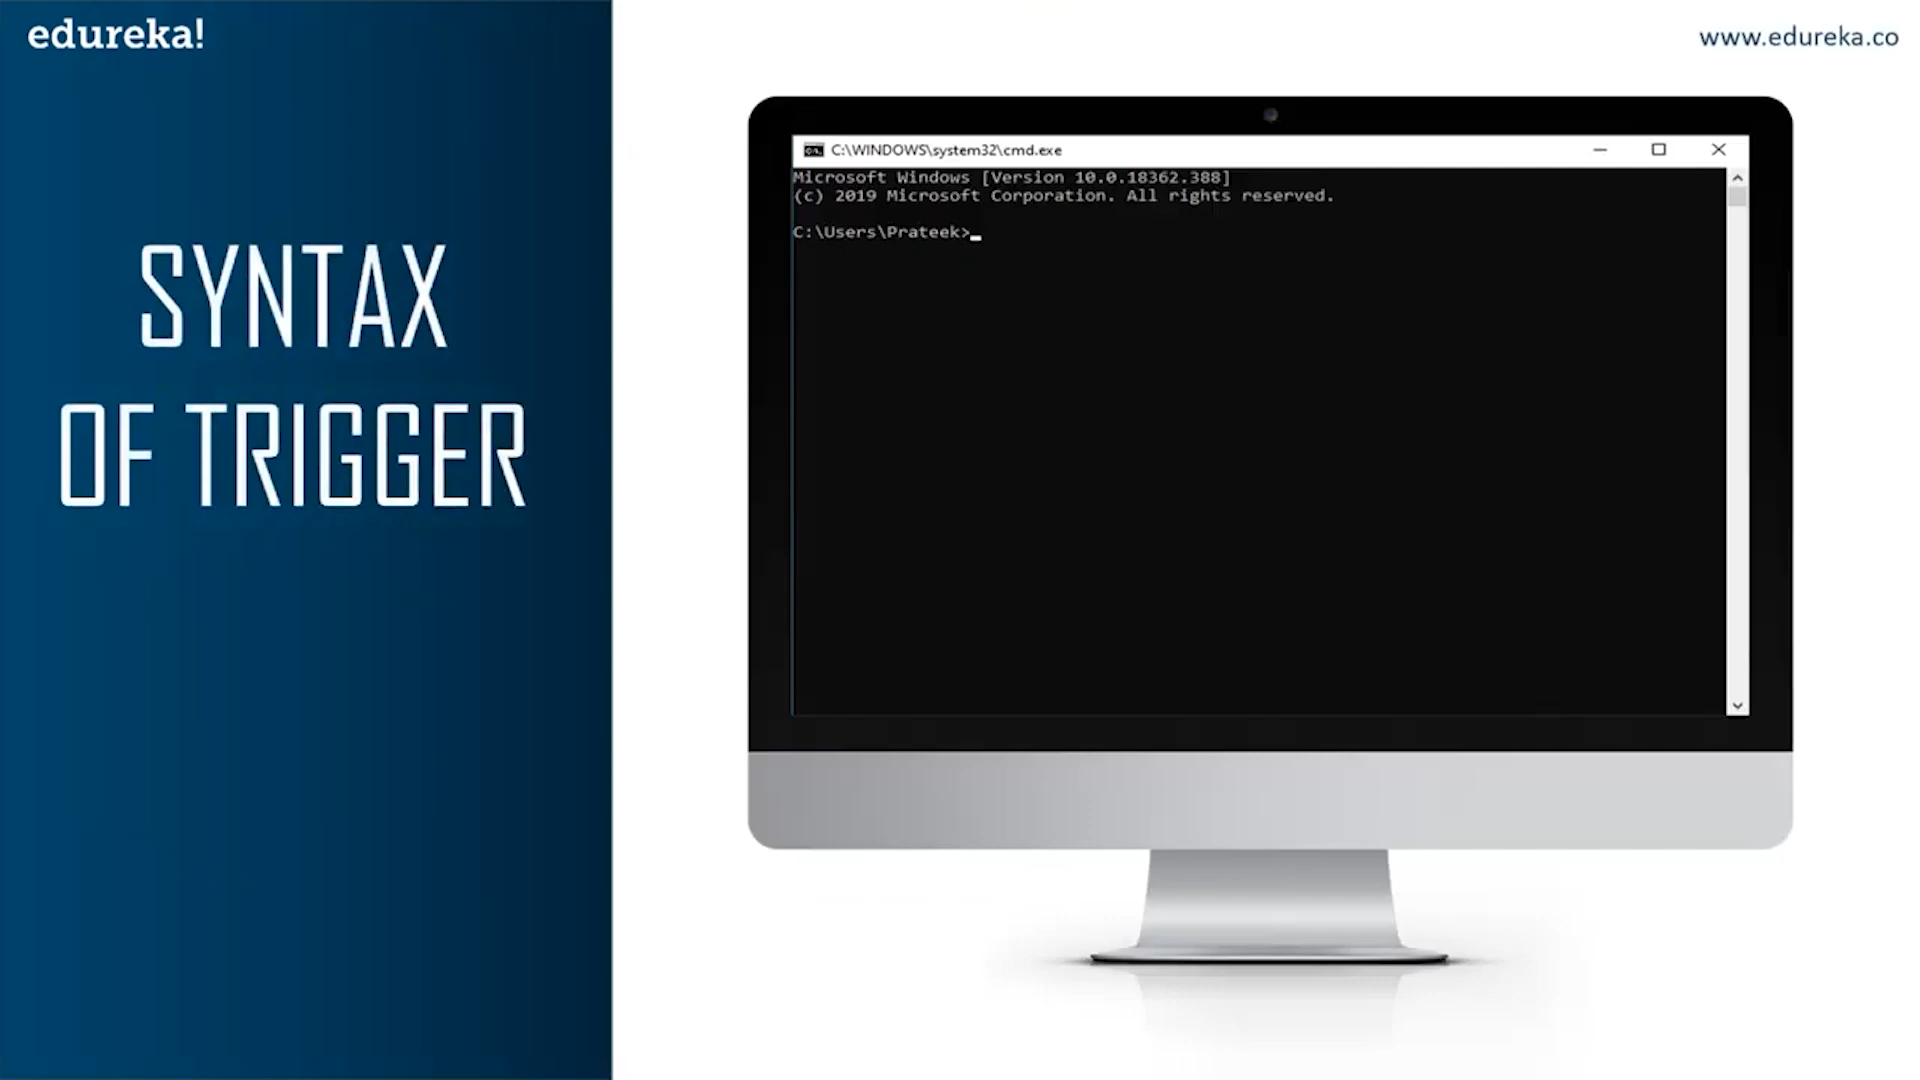 edureka!
www.edureka.co
SYNTAX
OF TRIGGER
C:\WINDOWS\system32\cmd.exe
Microsoft Windows [Version 10.0.18362.388]
(c) 2019 Microsoft Corporation. All rights reserved.
C:\Users\Prateek>_